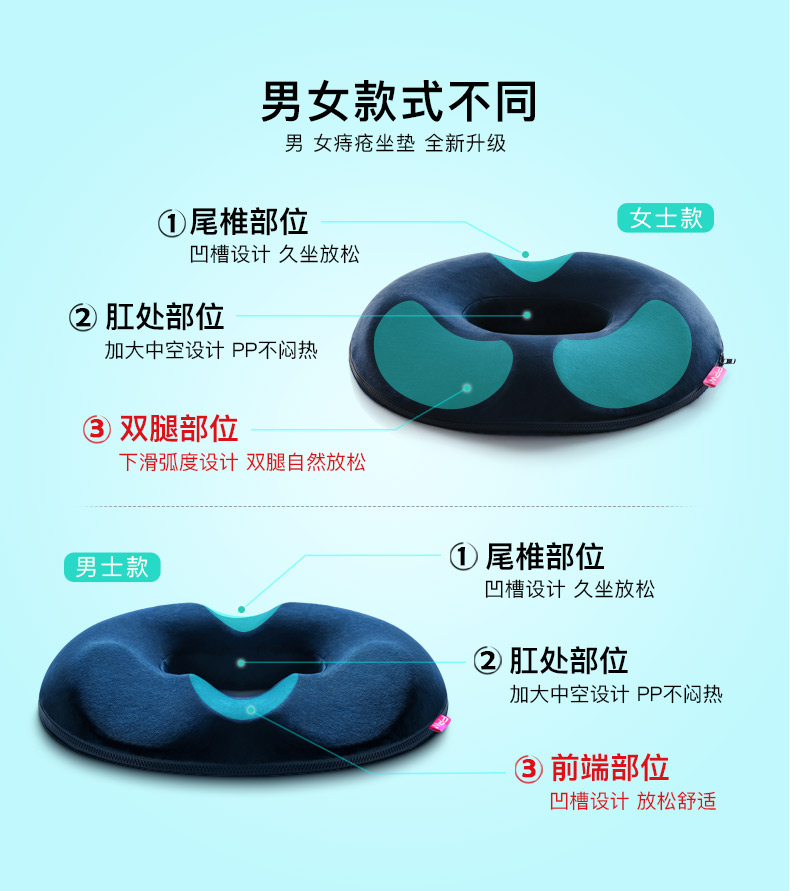 男女款式不同
男 女痔疮坐垫 全新升级
女士款
①尾椎部位
凹槽设计 久坐放松
② 肛处部位
加大中空设计 PP不闷热
③ 双腿部位
下滑弧度设计 双腿自然放松
男士款
① 尾椎部位
凹槽设计 久坐放松
② 肛处部位
加大中空设计 PP不闷热
③ 前端部位
凹槽设计 放松舒适